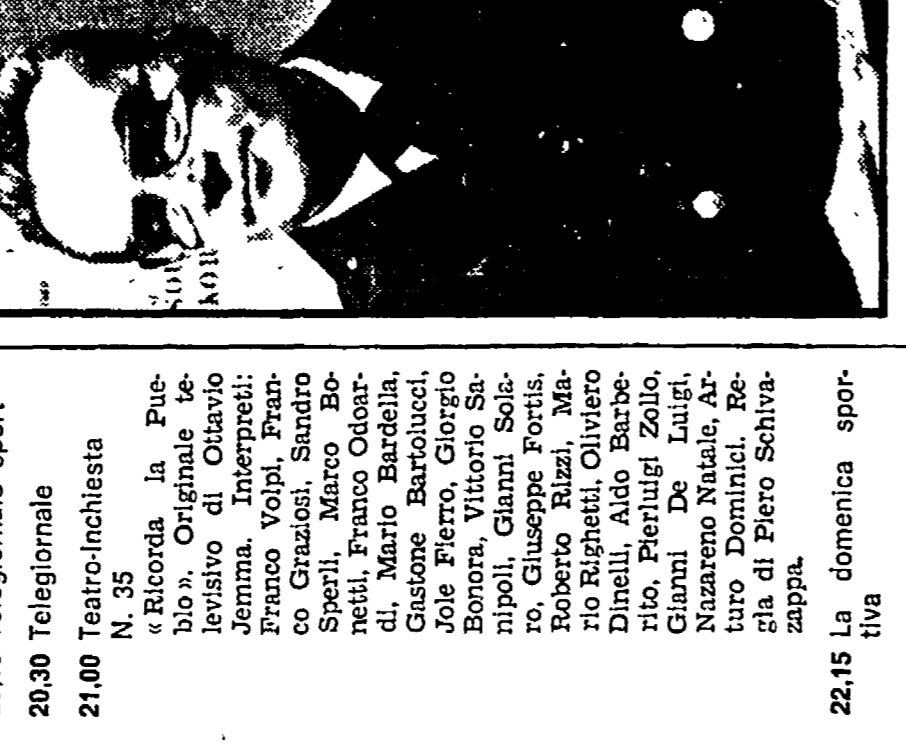 20,30 Telegiornale
21,00 Teatro-Inchiesta
N. 35
« Ricorda la Pue-
blo ». Originale te-
levisivo di Ottavio
Jemma. Interpreti:
Franco Volpi, Fran-
co Graziosi, Sandro
Sperli, Marco Bo-
netti, Franco Odoar-
di, Mario Bardella,
Gastone Bartolucci,
Jole Fierro, Giorgio
Bonora, Vittorio Sa-
nipoli, Gianni Sola-
ro, Giuseppe Fortis,
Roberto Rizzi, Ma-
rio Righetti, Oliviero
Dinelli, Aldo Barbe-
rito, Pierluigi Zollo,
Gianni De Luigi,
Nazareno Natale, Ar-
turo Dominici. Re-
gia di Piero Schiva-
zappa.
22,15 La domenica spor-
tiva